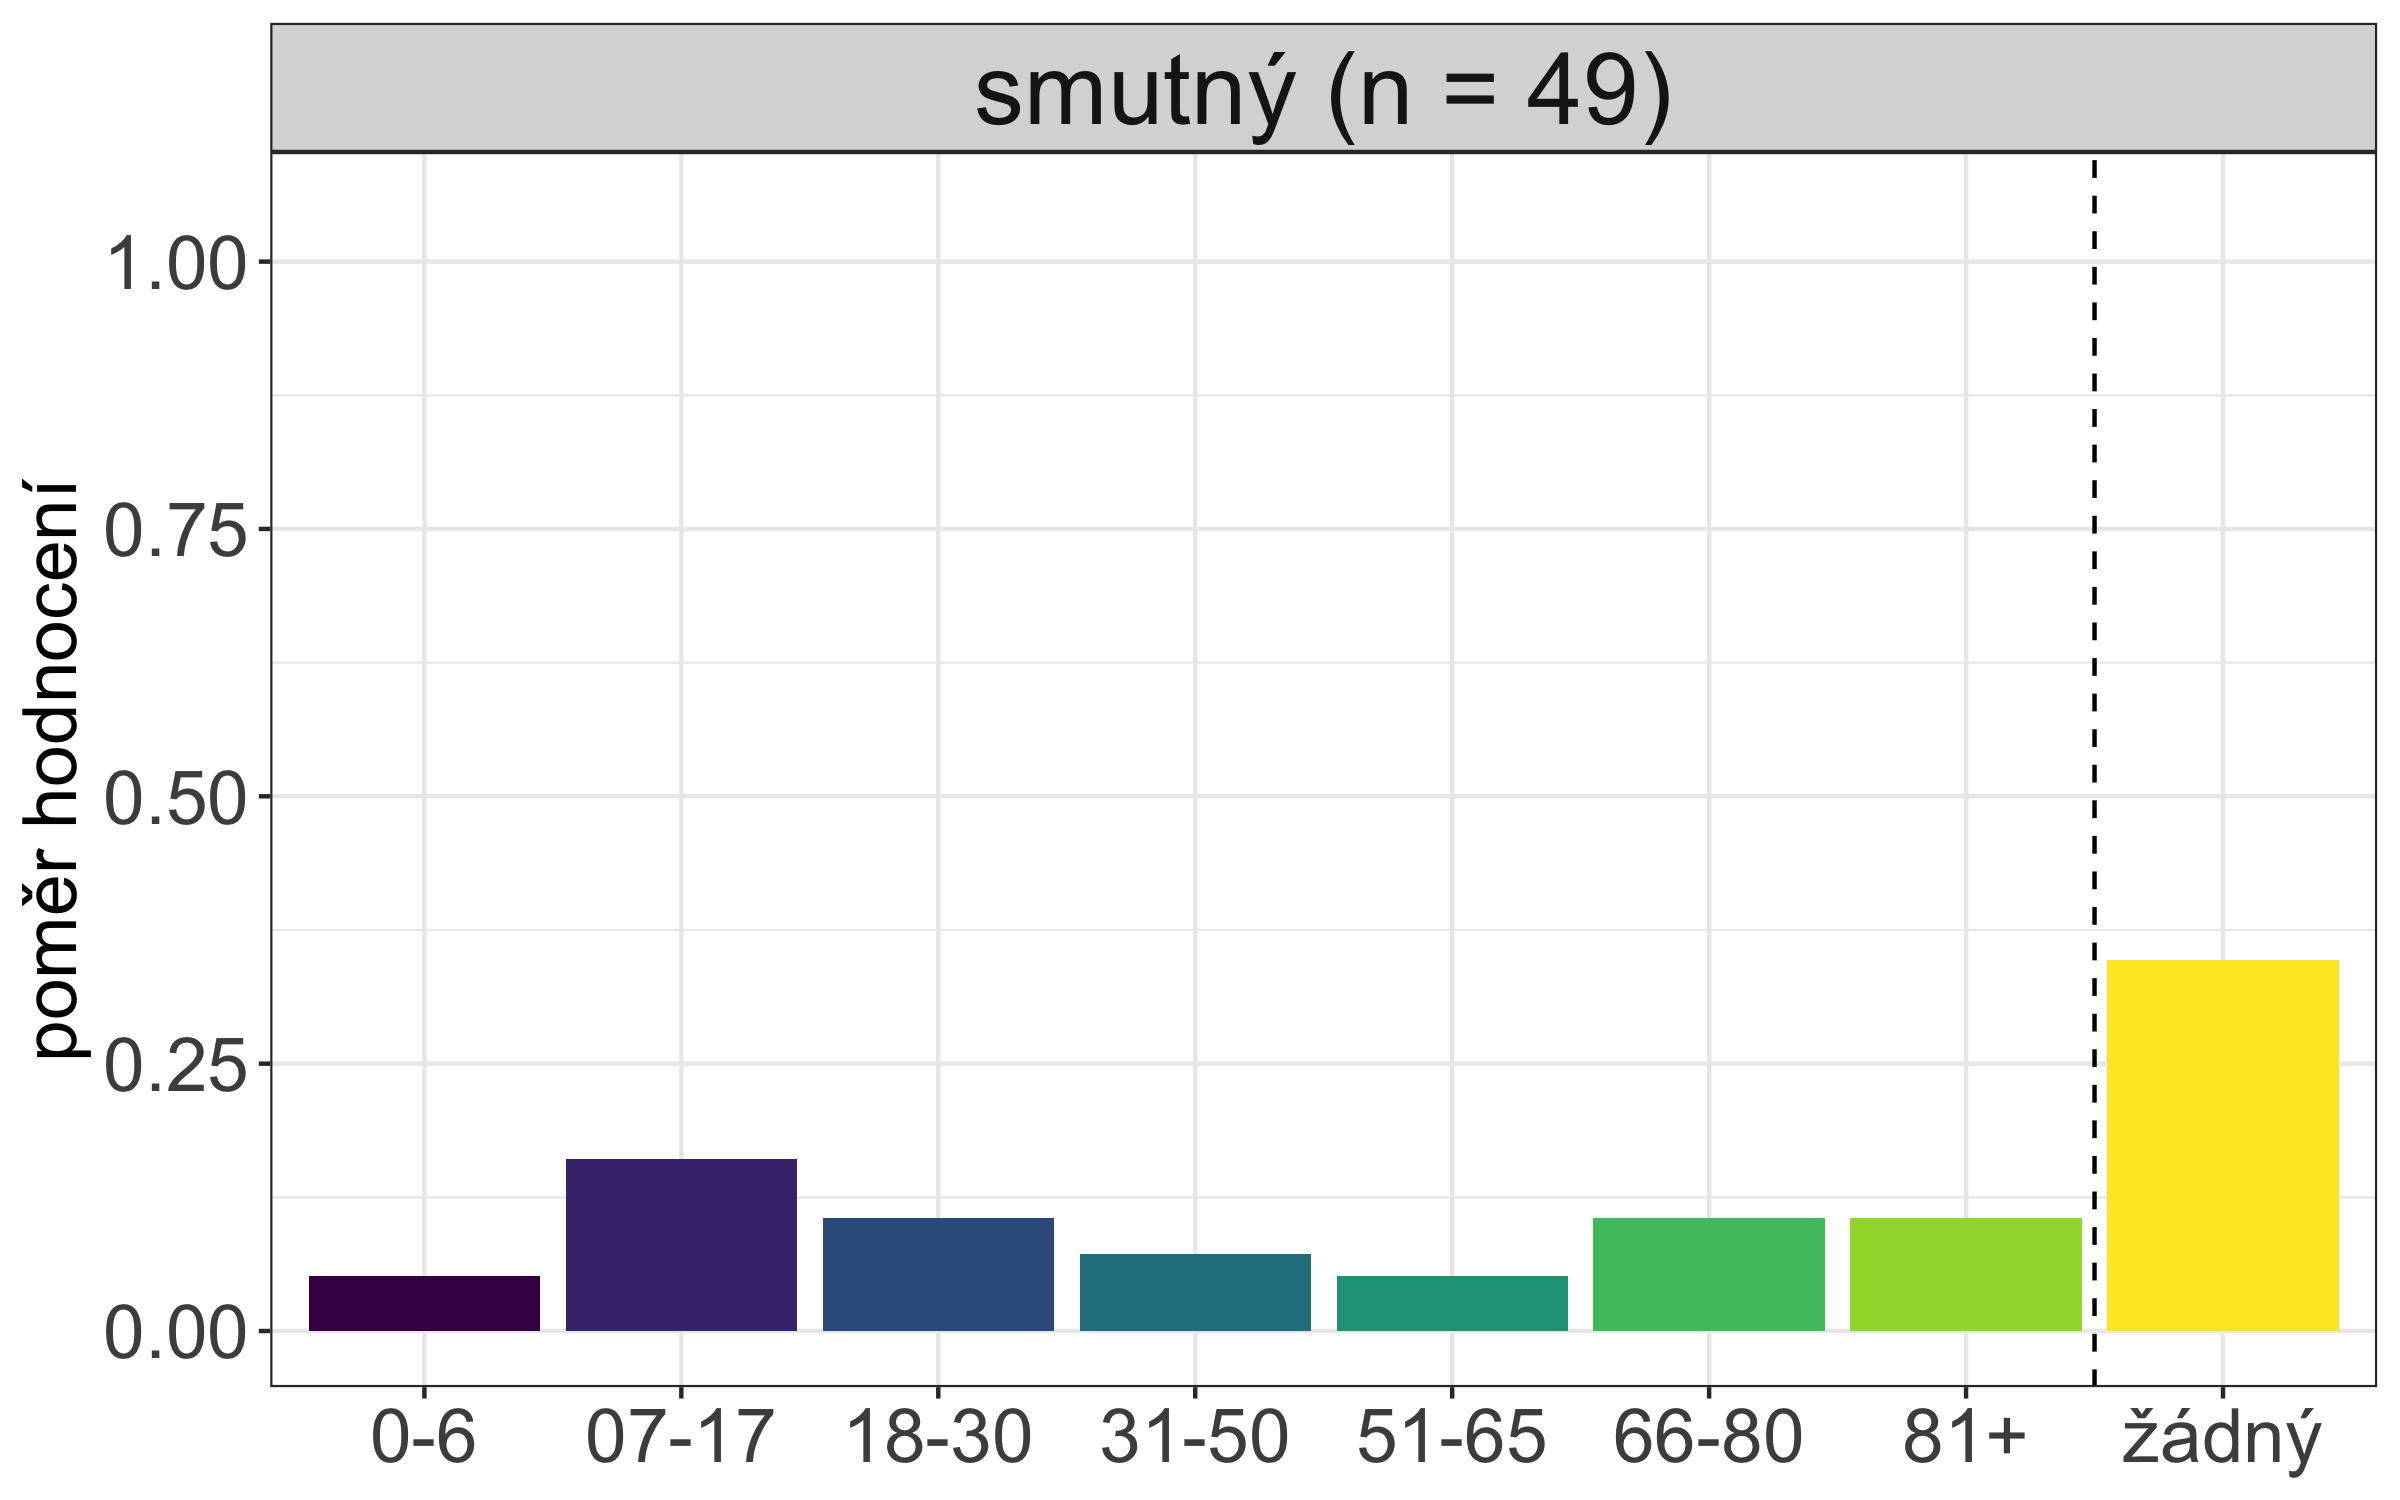 smutný (n = 49)
poměr hodnocení
1.00
0.75
0.50
0.25
0.00
0-6 07-17 18-30 31-50 51-65 66-80 81+ žádný